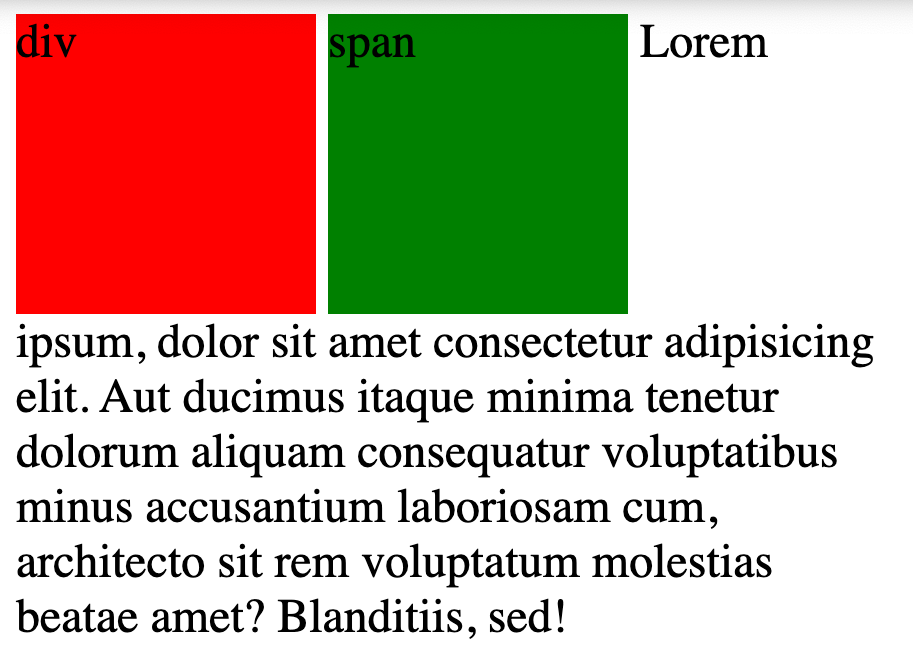 div span Lorem
ipsum, dolor sit amet consectetur adipisicing
elit. Aut ducimus itaque minima tenetur
dolorum aliquam consequatur voluptatibus
minus accusantium laboriosam cum,
architecto sit rem voluptatum molestias
beatae amet? Blanditiis, sed!